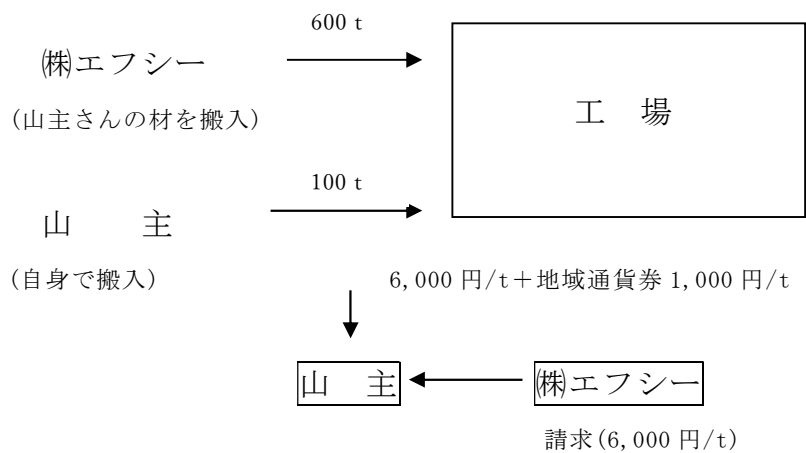 600 t
㈱エフシー
(山主さんの材を搬入)
工　場
100 t
山　　主
(自身で搬入)
6,000 円/t＋地域通貨券 1,000 円/t
山　主
㈱エフシー
請求(6,000 円/t)